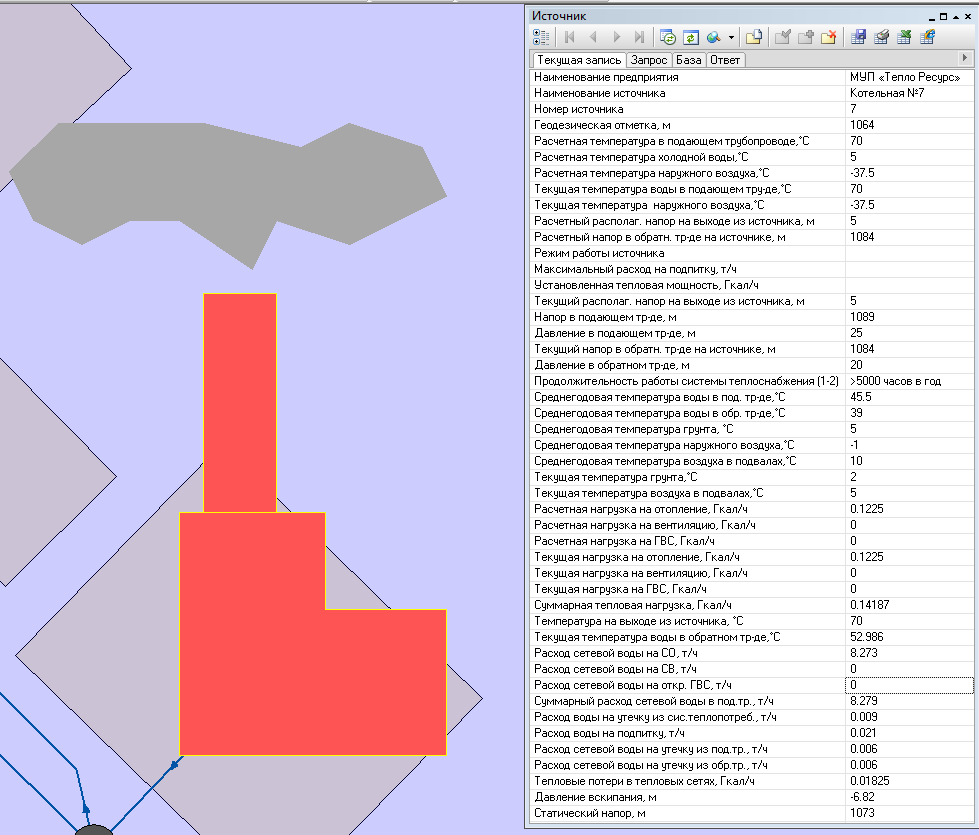 Источник
Текущая запись Запрос База Ответ
Наименование предприятия МУП «Тепло Ресурс»
Наименование источника Котельная №7
Номер источника 7
Геодезическая отметка, м 1064
Расчетная температура в подающем трубопроводе,°C 70
Расчетная температура холодной воды,°C 5
Расчетная температура наружного воздуха,°C -37.5
Текущая температура воды в подающем тру-де,°C 70
Текущая температура наружного воздуха,°C -37.5
Расчетный располаг. напор на выходе из источника, м 5
Расчетный напор в обратн. тр-де на источнике, м 1084
Режим работы источника
Максимальный расход на подпитку, т/ч
Установленная тепловая мощность, Гкал/ч
Текущий располаг. напор на выходе из источника, м 5
Напор в подающем тр-де, м 1089
Давление в подающем тр-де, м 25
Текущий напор в обратн. тр-де на источнике, м 1084
Давление в обратном тр-де, м 20
Продолжительность работы системы теплоснабжения (1-2) >5000 часов в год
Среднегодовая температура воды в под. тр-де,°C 45.5
Среднегодовая температура воды в обр. тр-де,°C 39
Среднегодовая температура грунта, °C 5
Среднегодовая температура наружного воздуха,°C -1
Среднегодовая температура воздуха в подвалах,°C 10
Текущая температура грунта,°C 2
Текущая температура воздуха в подвалах,°C 5
Расчетная нагрузка на отопление, Гкал/ч 0.1225
Расчетная нагрузка на вентиляцию, Гкал/ч 0
Расчетная нагрузка на ГВС, Гкал/ч 0
Текущая нагрузка на отопление, Гкал/ч 0.1225
Текущая нагрузка на вентиляцию, Гкал/ч 0
Текущая нагрузка на ГВС, Гкал/ч 0
Суммарная тепловая нагрузка, Гкал/ч 0.14187
Температура на выходе из источника, °C 70
Текущая температура воды в обратном тр-де,°C 52.986
Расход сетевой воды на СО, т/ч 8.273
Расход сетевой воды на СВ, т/ч 0
Расход сетевой воды на откр. ГВС, т/ч 0
Суммарный расход сетевой воды в под.тр., т/ч 8.279
Расход воды на утечку из сис.теплопотреб., т/ч 0.009
Расход воды на подпитку, т/ч 0.021
Расход сетевой воды на утечку из под.тр., т/ч 0.006
Расход сетевой воды на утечку из обр.тр., т/ч 0.006
Тепловые потери в тепловых сетях, Гкал/ч 0.01825
Давление вскипания, м -6.82
Статический напор, м 1073